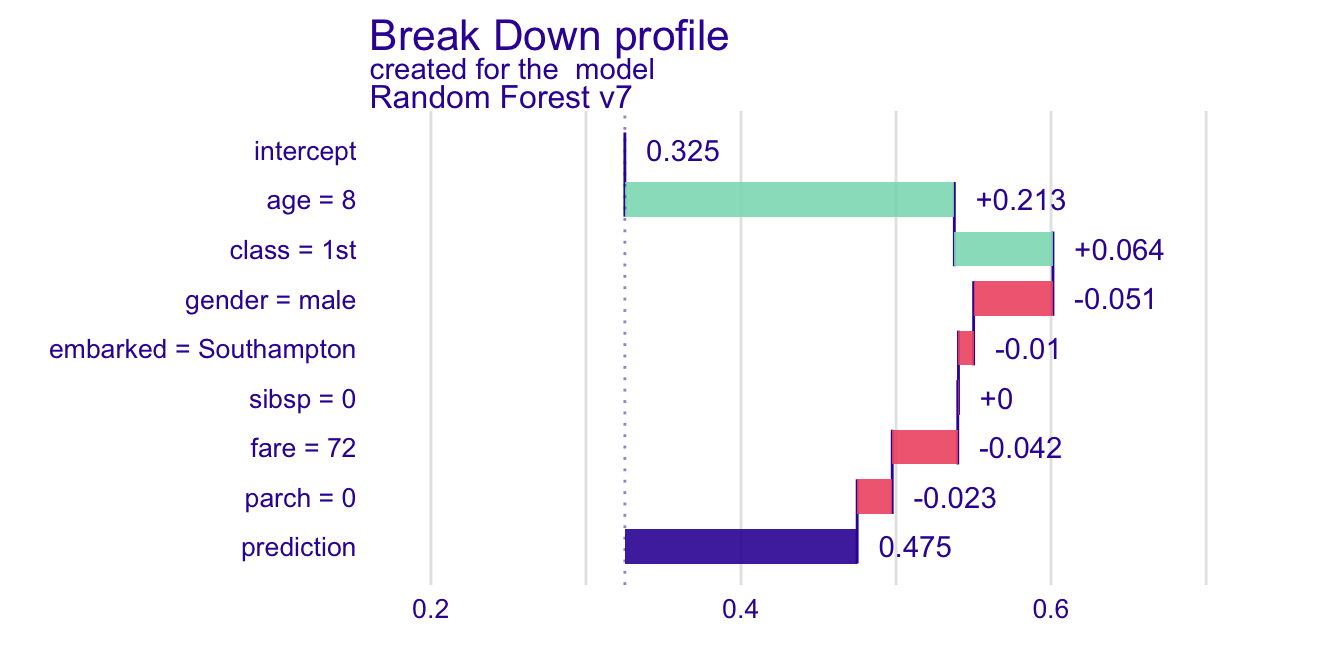 Break Down profile
created for the  model
Random Forest v7
intercept 0.325
age = 8 +0.213
class = 1st +0.064
gender = male -0.051
embarked = Southampton -0.01
sibsp = 0 +0
fare = 72 -0.042
parch = 0 -0.023
prediction 0.475
0.2 0.4 0.6